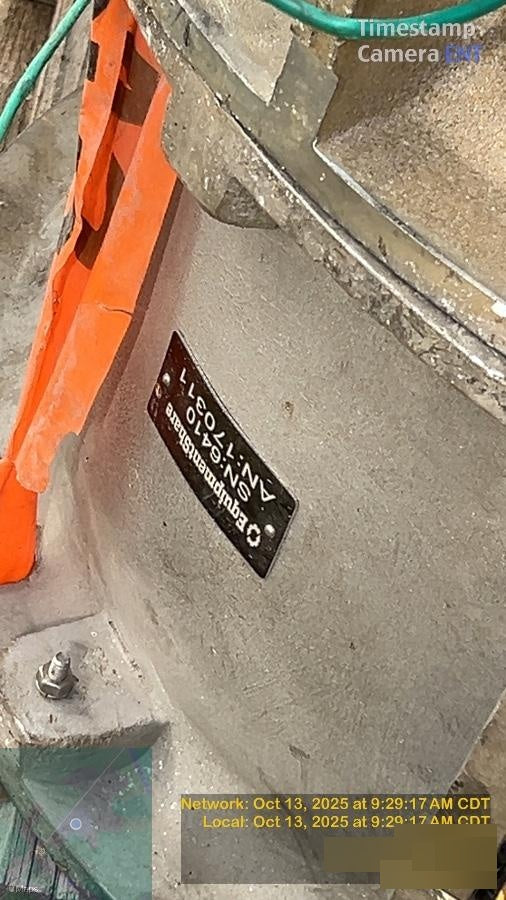 Timestamp
Camera ENT
EquipmentShare
SN:6410
AN:170311
Network: Oct 13, 2025 at 9:29:17 AM CDT
Local: Oct 13, 2025 at 9:29:17 AM CDT
Maps